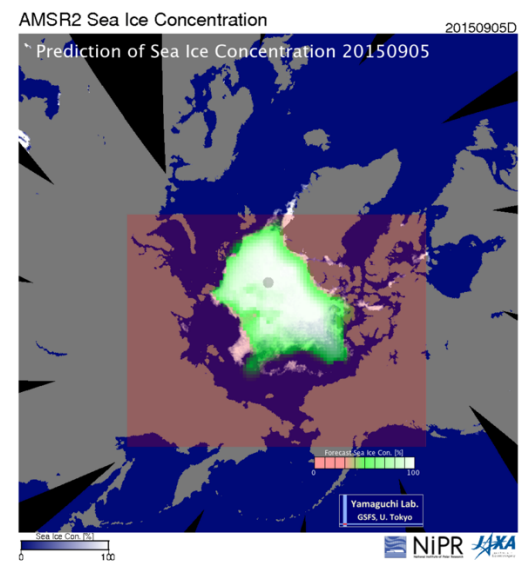 AMSR2 Sea Ice Concentration
20150905D
Prediction of Sea Ice Concentration 20150905
Forecast Sea Ice Con. [%]
0 100
Yamaguchi Lab.
GSFS, U. Tokyo
Sea Ice Con. [%]
0 100
NiPR JAXA